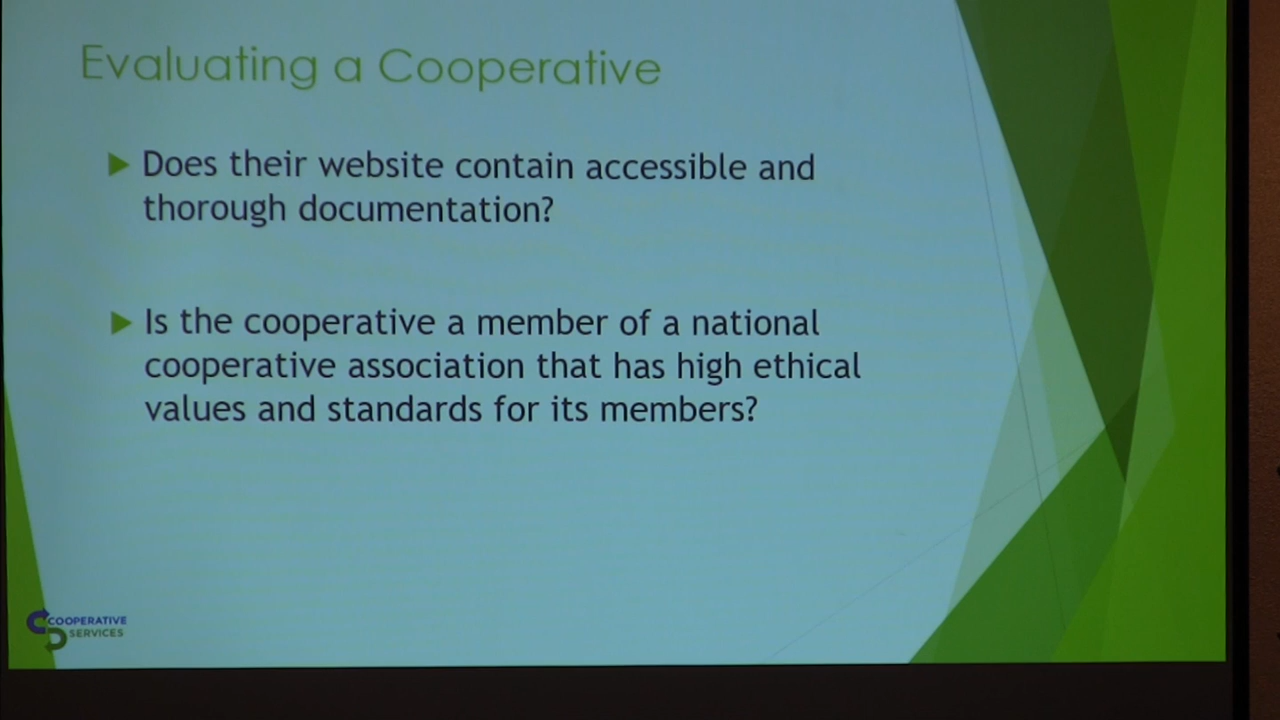 Evaluating a Cooperative
Does their website contain accessible and
thorough documentation?
Is the cooperative a member of a national
cooperative association that has high ethical
values and standards for its members?
COOPERATIVE
SERVICES